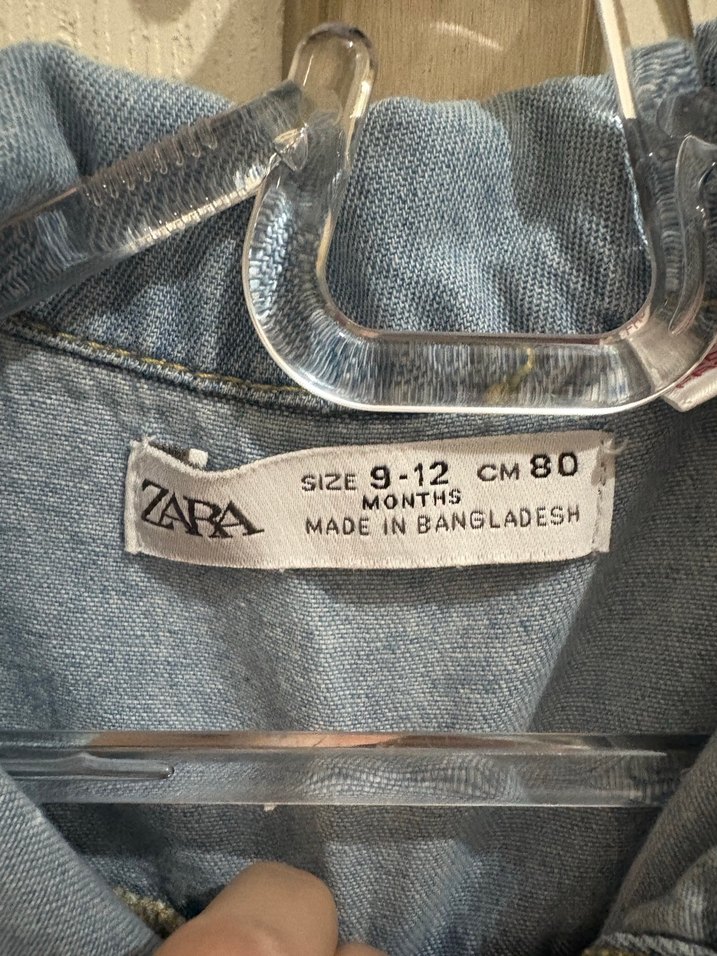 ZARA
SIZE 9-12 CM 80
MONTHS
MADE IN BANGLADESH